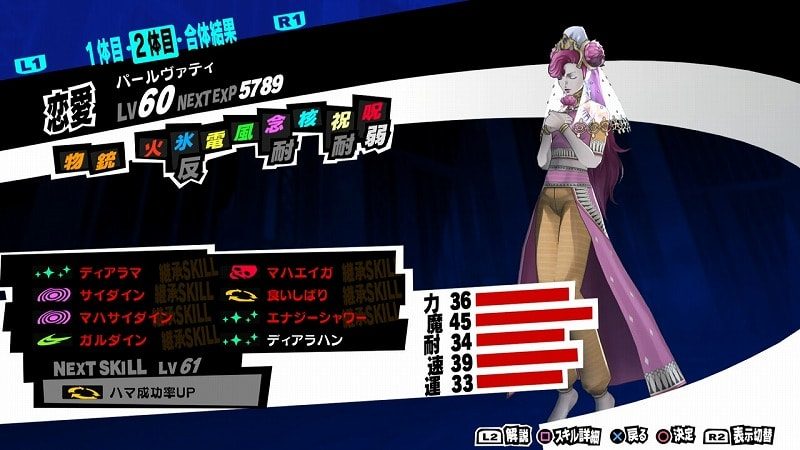 L1 1体目・2体目・合体結果 R1
恋愛 パールヴァティ
LV60 NEXT EXP 5789
物 銃 火 氷 電 風 念 核 祝 呪
反 耐 耐 弱
ディアラマ 継承SKILL マハエイガ 継承SKILL
サイダイン 継承SKILL 食いしばり 継承SKILL
マハサイダイン 継承SKILL エナジーシャワー 継承SKILL
ガルダイン 継承SKILL ディアラハン
NEXT SKILL LV 61
ハマ成功率UP
力 36
魔 45
耐 34
速 39
運 33
L2 解説 スキル詳細 戻る 決定 R2 表示切替